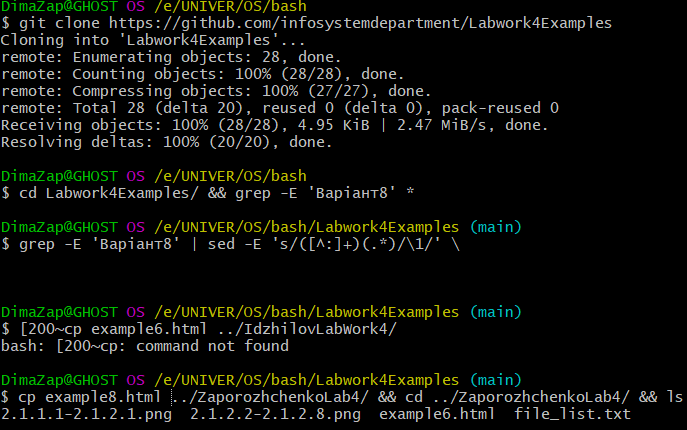 DimaZap@GHOST OS /e/UNIVER/OS/bash
$ git clone https://github.com/infosystemdepartment/Labwork4Examples
Cloning into 'Labwork4Examples'...
remote: Enumerating objects: 28, done.
remote: Counting objects: 100% (28/28), done.
remote: Compressing objects: 100% (27/27), done.
remote: Total 28 (delta 20), reused 0 (delta 0), pack-reused 0
Receiving objects: 100% (28/28), 4.95 KiB | 2.47 MiB/s, done.
Resolving deltas: 100% (20/20), done.
DimaZap@GHOST OS /e/UNIVER/OS/bash
$ cd Labwork4Examples/ && grep -E 'Варіант8' *
DimaZap@GHOST OS /e/UNIVER/OS/bash/Labwork4Examples (main)
$ grep -E 'Варіант8' | sed -E 's/([^:]+)(.*)/\1/' \
DimaZap@GHOST OS /e/UNIVER/OS/bash/Labwork4Examples (main)
$ [200~cp example6.html ../IdzhilovLabWork4/
bash: [200~cp: command not found
DimaZap@GHOST OS /e/UNIVER/OS/bash/Labwork4Examples (main)
$ cp example8.html ../ZaporozhchenkoLab4/ && cd ../ZaporozhchenkoLab4/ && ls
2.1.1.1-2.1.2.1.png 2.1.2.2-2.1.2.8.png example6.html file_list.txt